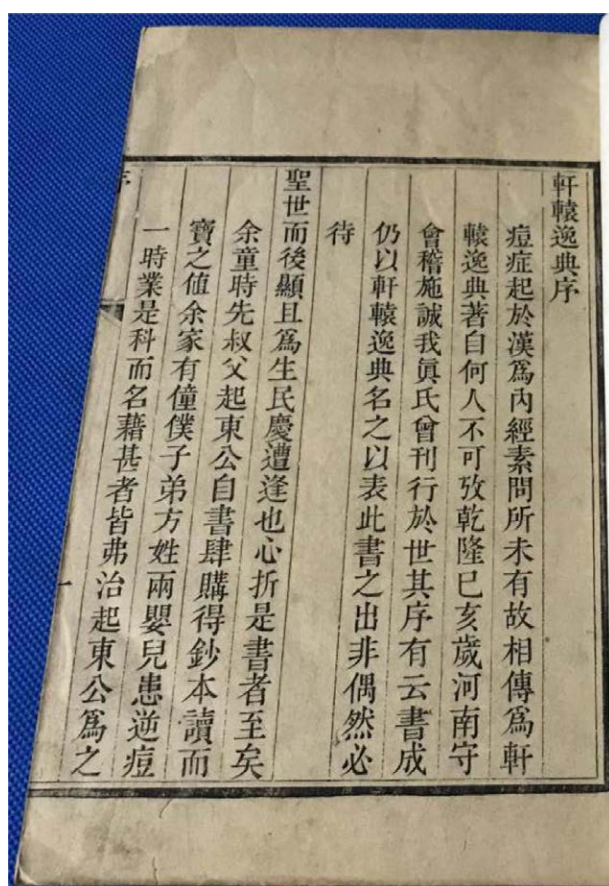 軒轅逸典序
痘症起於漢爲內經素問所未有故相傳爲軒
轅逸典著自何人不可攷乾隆巳亥歲河南守
會稽施誠我眞氏曾刊行於世其序有云書成
仍以軒轅逸典名之以表此書之出非偶然必
待
聖世而後顯且爲生民慶遭逢也心折是書者至矣
余童時先叔父起東公自書肆購得鈔本讀而
寶之值余家有僮僕子弟方姓兩嬰兒患逆痘
一時業是科而名藉甚者皆弗治起東公爲之
一